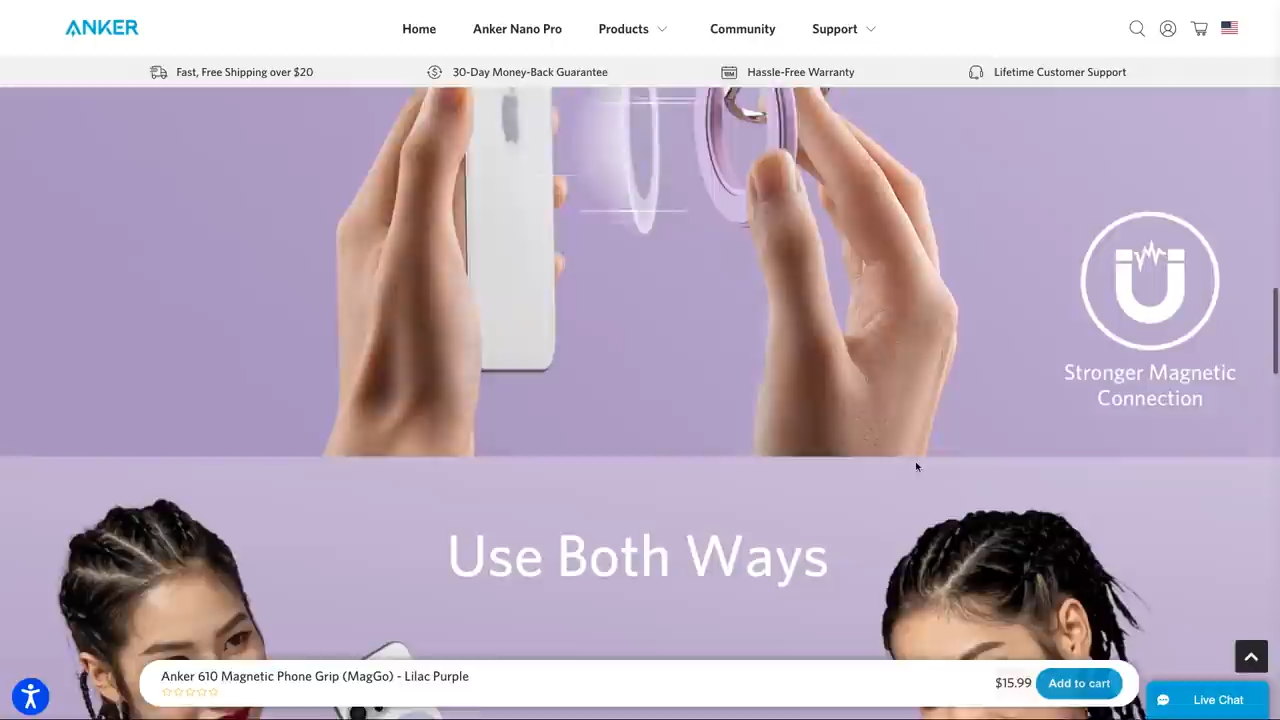 ANKER
Home
Anker Nano Pro
Products
Community
Support
Fast, Free Shipping over $20
30-Day Money-Back Guarantee
Hassle-Free Warranty
Lifetime Customer Support
Stronger Magnetic
Connection
Use Both Ways
Anker 610 Magnetic Phone Grip (MagGo) - Lilac Purple
$15.99
Add to cart
Live Chat